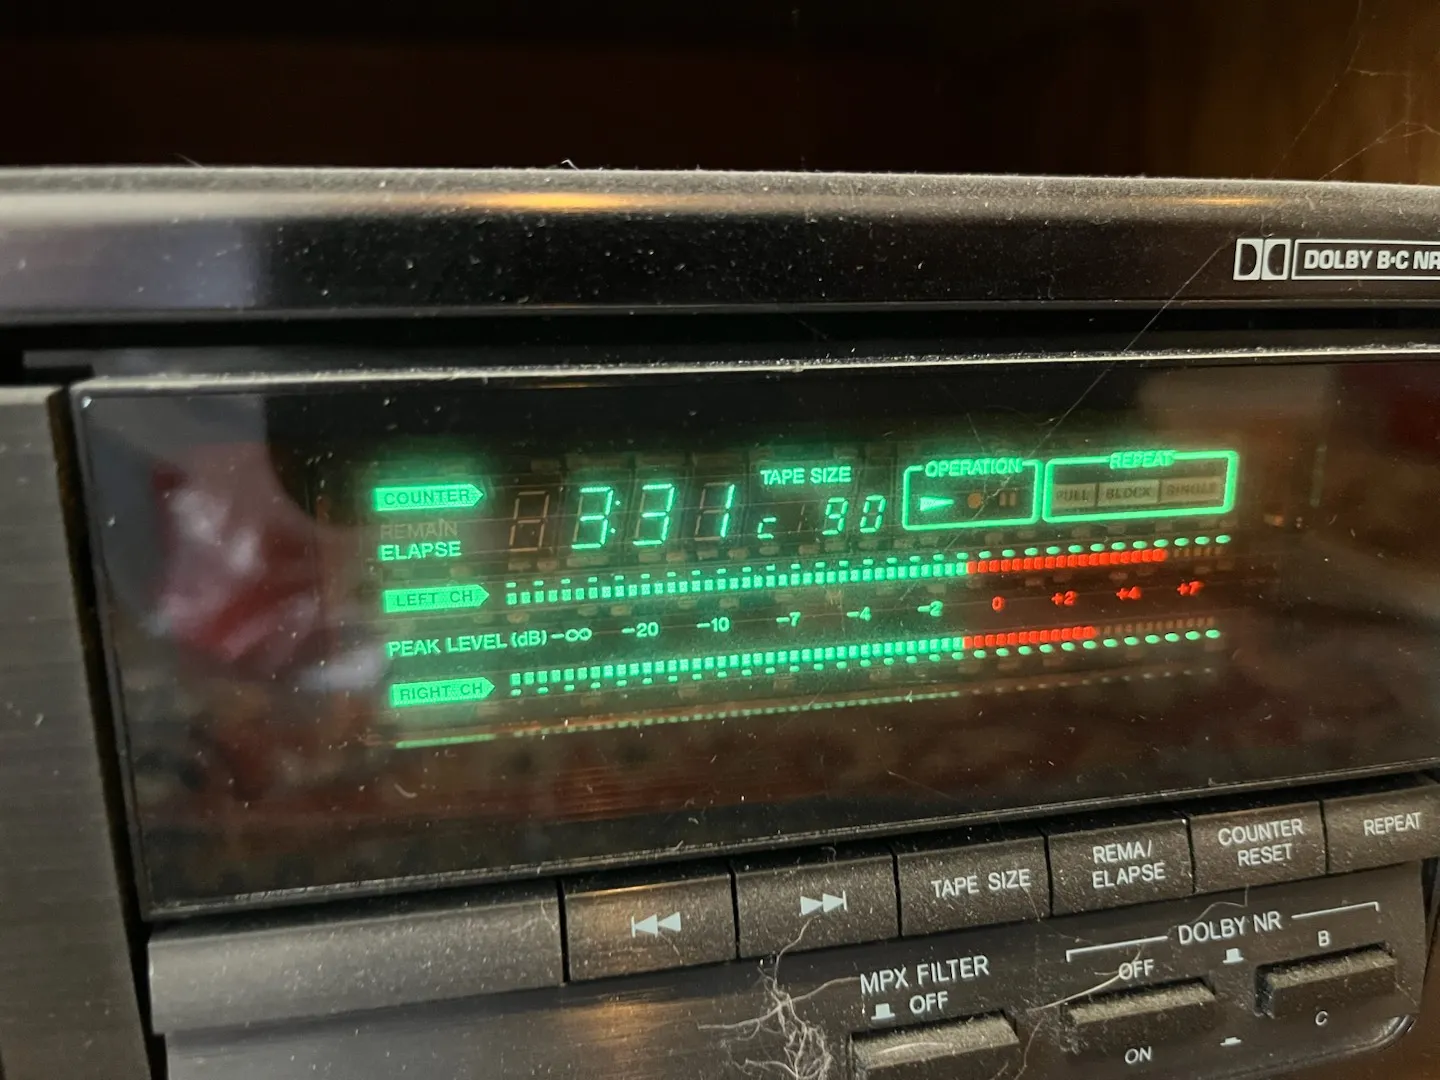 DOLBY B·C NR
TAPE SIZE
OPERATION
REPEAT
COUNTER
3:31
c 90
FULL BLOCK SINGLE
REMAIN
ELAPSE
LEFT CH
0 +2 +4 +7
PEAK LEVEL (dB) -∞ -20 -10 -7 -4 -2
RIGHT CH
TAPE SIZE
REMA/
ELAPSE
COUNTER
RESET
REPEAT
DOLBY NR
MPX FILTER
OFF
OFF
ON
B
C